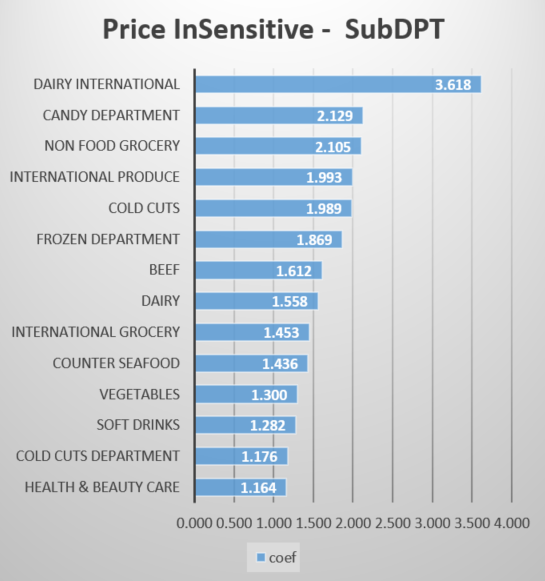 Price InSensitive - SubDPT
DAIRY INTERNATIONAL 3.618
CANDY DEPARTMENT 2.129
NON FOOD GROCERY 2.105
INTERNATIONAL PRODUCE 1.993
COLD CUTS 1.989
FROZEN DEPARTMENT 1.869
BEEF 1.612
DAIRY 1.558
INTERNATIONAL GROCERY 1.453
COUNTER SEAFOOD 1.436
VEGETABLES 1.300
SOFT DRINKS 1.282
COLD CUTS DEPARTMENT 1.176
HEALTH & BEAUTY CARE 1.164
0.000 0.500 1.000 1.500 2.000 2.500 3.000 3.500 4.000
coef